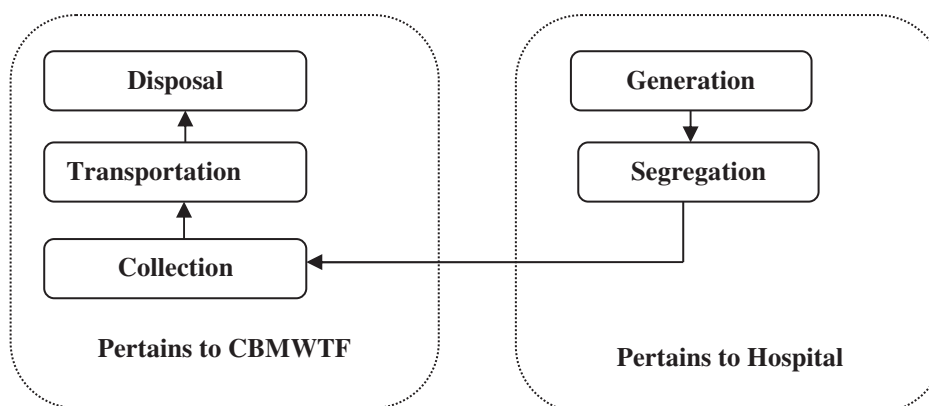 Disposal
Transportation
Collection
Pertains to CBMWTF
Generation
Segregation
Pertains to Hospital